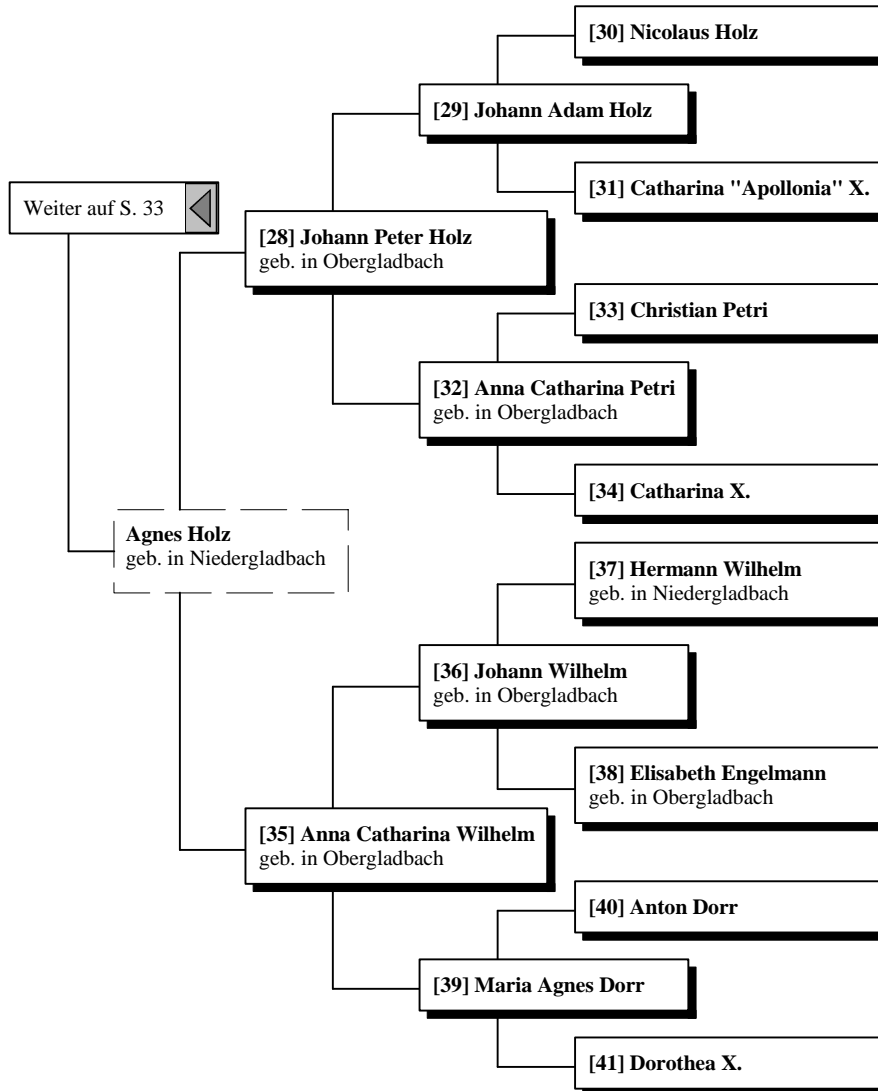 [30] Nicolaus Holz
[29] Johann Adam Holz
[31] Catharina "Apollonia" X.
Weiter auf S. 33
[28] Johann Peter Holz
geb. in Obergladbach
[33] Christian Petri
[32] Anna Catharina Petri
geb. in Obergladbach
[34] Catharina X.
Agnes Holz
geb. in Niedergladbach
[37] Hermann Wilhelm
geb. in Niedergladbach
[36] Johann Wilhelm
geb. in Obergladbach
[38] Elisabeth Engelmann
geb. in Obergladbach
[35] Anna Catharina Wilhelm
geb. in Obergladbach
[40] Anton Dorr
[39] Maria Agnes Dorr
[41] Dorothea X.